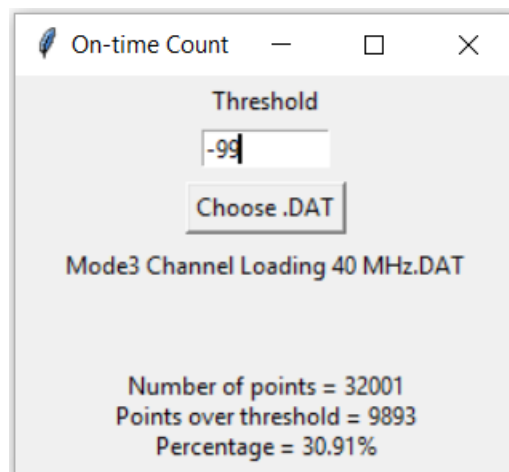 On-time Count
Threshold
-99
Choose .DAT
Mode3 Channel Loading 40 MHz.DAT
Number of points = 32001
Points over threshold = 9893
Percentage = 30.91%